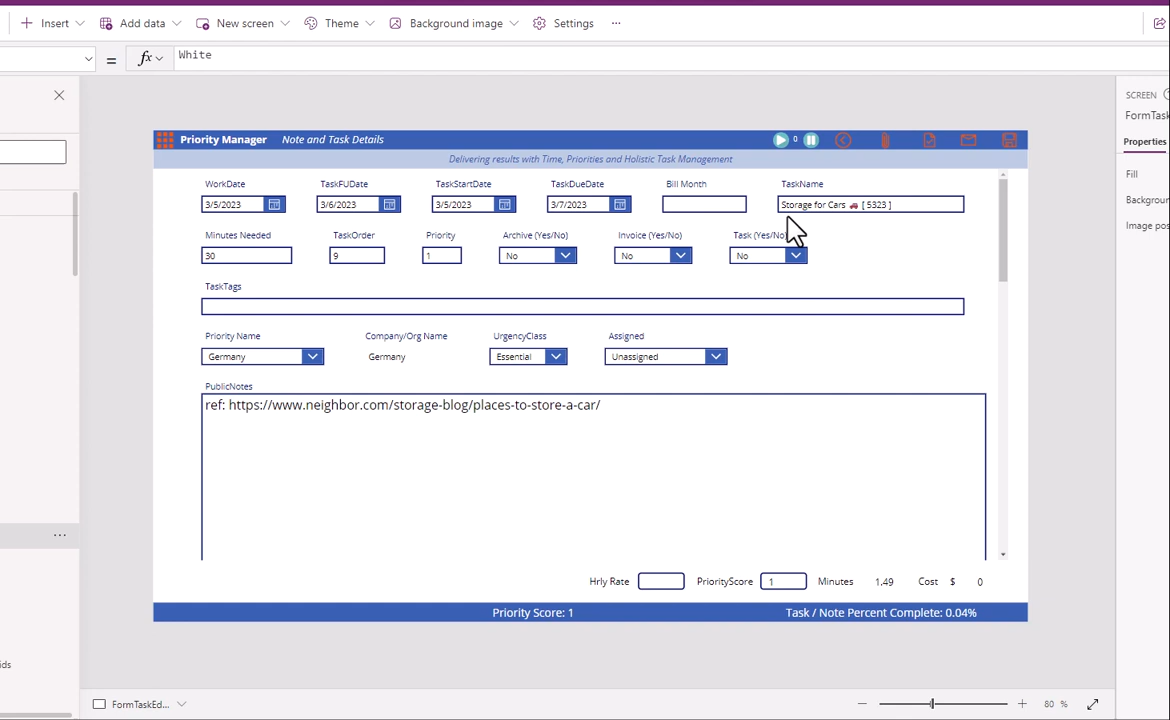 Insert Add data New screen Theme Background image Settings ...
= fx White
SCREEN
FormTask
Properties
Fill
Image pos
Priority Manager Note and Task Details 0
Delivering results with Time, Priorities and Holistic Task Management
WorkDate TaskFUDate TaskStartDate TaskDueDate Bill Month TaskName
3/5/2023 3/6/2023 3/5/2023 3/7/2023 Storage for Cars 🚗 [ 5323 ]
Minutes Needed TaskOrder Priority Archive (Yes/No) Invoice (Yes/No) Task (Yes/No)
30 9 1 No No No
TaskTags
Priority Name Company/Org Name UrgencyClass Assigned
Germany Germany Essential Unassigned
PublicNotes
ref: https://www.neighbor.com/storage-blog/places-to-store-a-car/
Hrly Rate PriorityScore 1 Minutes 1,49 Cost $ 0
Priority Score: 1 Task / Note Percent Complete: 0.04%
ids
FormTaskEd... 80 %